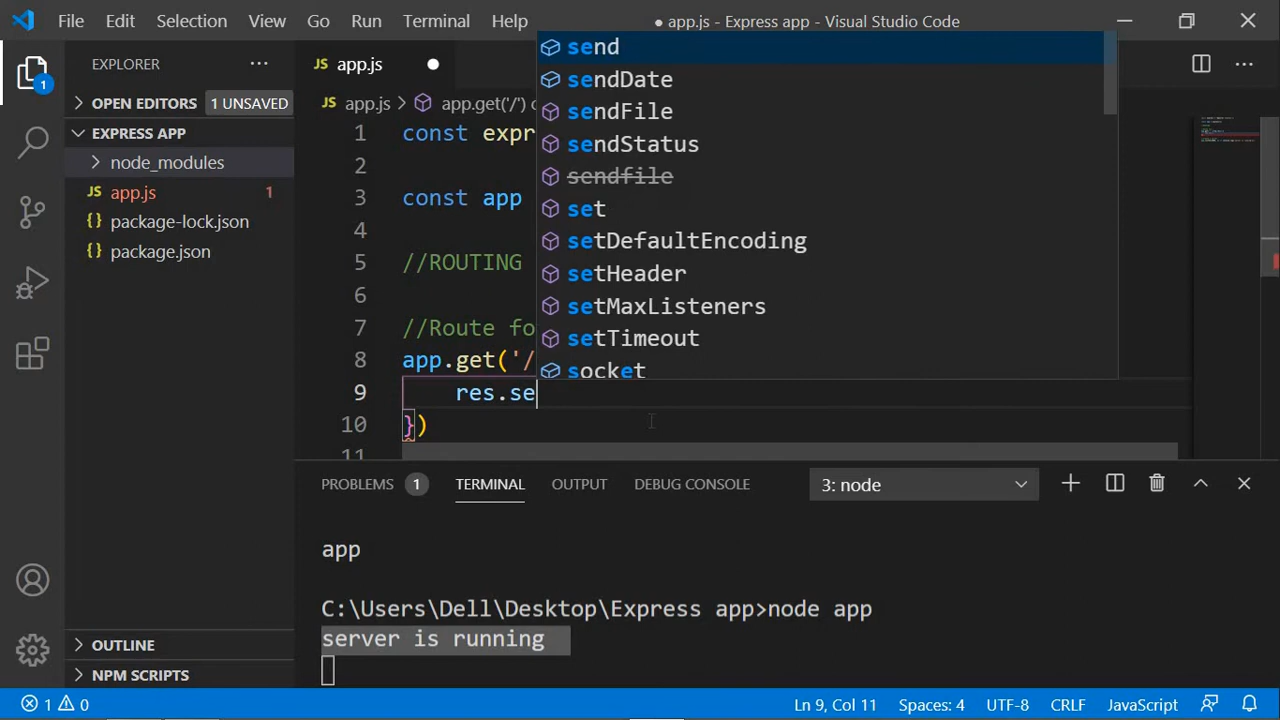 File Edit Selection View Go Run Terminal Help
● app.js - Express app - Visual Studio Code
EXPLORER ...
1
OPEN EDITORS 1 UNSAVED
EXPRESS APP
node_modules
JS app.js 1
{} package-lock.json
{} package.json
OUTLINE
NPM SCRIPTS
JS app.js ●
JS app.js > app.get('/') c
1 const expr
2
3 const app
4
5 //ROUTING
6
7 //Route fo
8 app.get('/
9 res.se
10 })
11
send
sendDate
sendFile
sendStatus
sendfile
set
setDefaultEncoding
setHeader
setMaxListeners
setTimeout
socket
PROBLEMS 1 TERMINAL OUTPUT DEBUG CONSOLE 3: node
app
C:\Users\Dell\Desktop\Express app>node app
server is running
1 0 Ln 9, Col 11 Spaces: 4 UTF-8 CRLF JavaScript